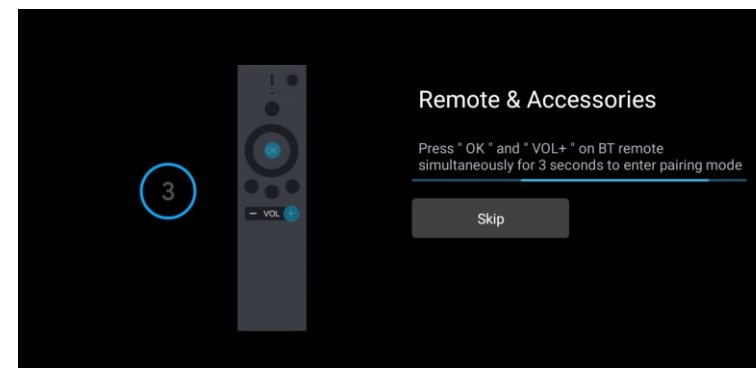 Remote & Accessories
Press " OK " and " VOL+ " on BT remote
simultaneously for 3 seconds to enter pairing mode
3
OK
− VOL +
Skip